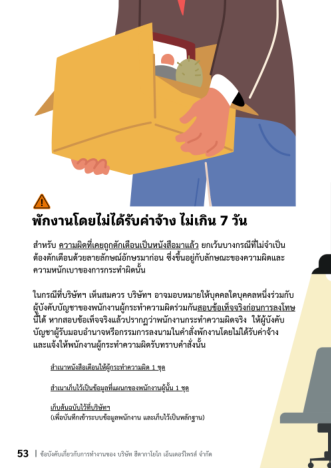 พักงานโดยไม่ได้รับค่าจ้าง ไม่เกิน 7 วัน
สำหรับ ความผิดที่เคยถูกตักเตือนเป็นหนังสือมาแล้ว ยกเว้นบางกรณีที่ไม่จำเป็น
ต้องตักเตือนด้วยลายลักษณ์อักษรมาก่อน ซึ่งขึ้นอยู่กับลักษณะของความผิดและ
ความหนักเบาของการกระทำผิดนั้น
ในกรณีที่บริษัทฯ เห็นสมควร บริษัทฯ อาจมอบหมายให้บุคคลใดบุคคลหนึ่งร่วมกับ
ผู้บังคับบัญชาของพนักงานผู้กระทำความผิดร่วมกันสอบข้อเท็จจริงก่อนการลงโทษ
นี้ได้ หากสอบข้อเท็จจริงแล้วปรากฏว่าพนักงานกระทำความผิดจริง ให้ผู้บังคับ
บัญชาผู้รับมอบอำนาจหรือกรรมการลงนามในคำสั่งพักงานโดยไม่ได้รับค่าจ้าง
และแจ้งให้พนักงานผู้กระทำความผิดรับทราบคำสั่งนั้น
สำเนาหนังสือเตือนให้ผู้กระทำความผิด 1 ชุด
สำเนาเก็บไว้เป็นข้อมูลที่แผนกของพนักงานผู้นั้น 1 ชุด
เก็บต้นฉบับไว้ที่บริษัทฯ
(เพื่อบันทึกเข้าระบบข้อมูลพนักงาน และเก็บไว้เป็นหลักฐาน)
53 | ข้อบังคับเกี่ยวกับการทำงานของ บริษัท ฮีดากาโยโก เอ็นเตอร์ไพรส์ จำกัด